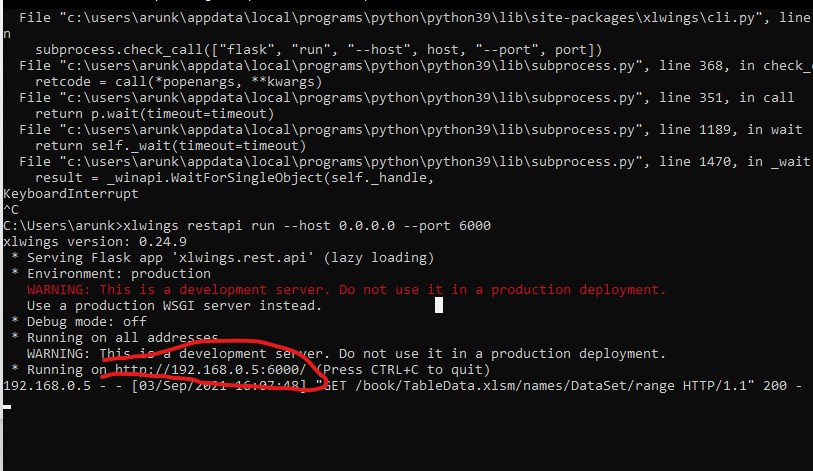 File "c:\users\arunk\appdata\local\programs\python\python39\lib\site-packages\xlwings\cli.py", line
n
subprocess.check_call(["flask", "run", "--host", host, "--port", port])
File "c:\users\arunk\appdata\local\programs\python\python39\lib\subprocess.py", line 368, in check_
retcode = call(*popenargs, **kwargs)
File "c:\users\arunk\appdata\local\programs\python\python39\lib\subprocess.py", line 351, in call
return p.wait(timeout=timeout)
File "c:\users\arunk\appdata\local\programs\python\python39\lib\subprocess.py", line 1189, in wait
return self._wait(timeout=timeout)
File "c:\users\arunk\appdata\local\programs\python\python39\lib\subprocess.py", line 1470, in _wait
result = _winapi.WaitForSingleObject(self._handle,
KeyboardInterrupt
^C
C:\Users\arunk>xlwings restapi run --host 0.0.0.0 --port 6000
xlwings version: 0.24.9
* Serving Flask app 'xlwings.rest.api' (lazy loading)
* Environment: production
WARNING: This is a development server. Do not use it in a production deployment.
Use a production WSGI server instead.
* Debug mode: off
* Running on all addresses.
WARNING: This is a development server. Do not use it in a production deployment.
* Running on http://192.168.0.5:6000/ (Press CTRL+C to quit)
192.168.0.5 - - [03/Sep/2021 16:07:48] "GET /book/TableData.xlsm/names/DataSet/range HTTP/1.1" 200 -